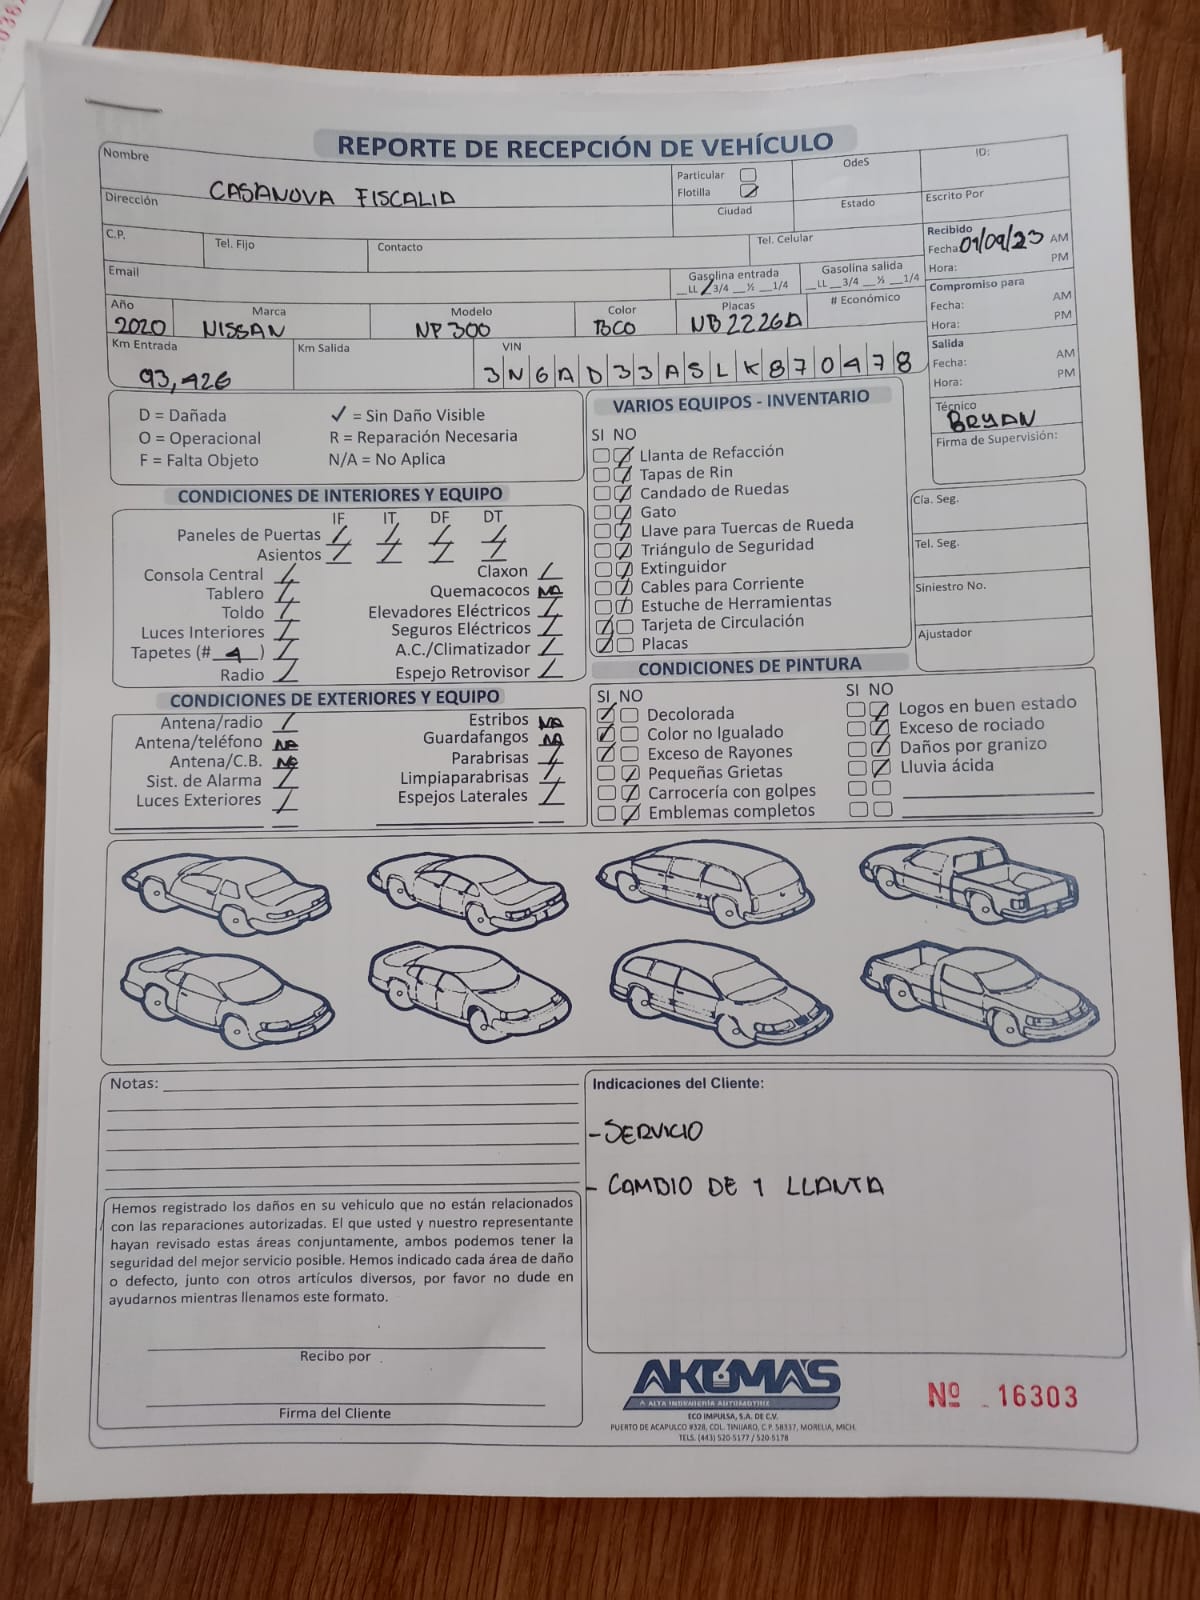 REPORTE DE RECEPCIÓN DE VEHÍCULO
Nombre
CASANOVA FISCALIA
Particular
Flotilla
OdeS
ID:
Dirección
Ciudad
Estado
Escrito Por
C.P.
Tel. Fijo
Contacto
Tel. Celular
Recibido
Fecha: 01/09/23 AM
Hora: PM
Email
Gasolina entrada
__LL __3/4 __½ __1/4
Gasolina salida
__LL __3/4 __½ __1/4
Compromiso para
Fecha: AM
Hora: PM
Año
2020
Marca
NISSAN
Modelo
NP300
Color
BCO
Placas
NB2226A
# Económico
Km Entrada
93,426
Km Salida
VIN
3N6AD33ASLK870478
Salida
Fecha: AM
Hora: PM
Técnico
BRYAN
Firma de Supervisión:
D = Dañada
✓ = Sin Daño Visible
O = Operacional
R = Reparación Necesaria
F = Falta Objeto
N/A = No Aplica
CONDICIONES DE INTERIORES Y EQUIPO
IF IT DF DT
Paneles de Puertas
Asientos
Consola Central
Claxon
Tablero
Quemacocos NA
Toldo
Elevadores Eléctricos
Luces Interiores
Seguros Eléctricos
Tapetes (# 4 )
A.C./Climatizador
Radio
Espejo Retrovisor
CONDICIONES DE EXTERIORES Y EQUIPO
Antena/radio
Estribos NA
Antena/teléfono NA
Guardafangos NA
Antena/C.B. NA
Parabrisas
Sist. de Alarma
Limpiaparabrisas
Luces Exteriores
Espejos Laterales
VARIOS EQUIPOS - INVENTARIO
SI NO
Llanta de Refacción
Tapas de Rin
Candado de Ruedas
Gato
Llave para Tuercas de Rueda
Triángulo de Seguridad
Extinguidor
Cables para Corriente
Estuche de Herramientas
Tarjeta de Circulación
Placas
Cía. Seg.
Tel. Seg.
Siniestro No.
Ajustador
CONDICIONES DE PINTURA
SI NO
Decolorada
Color no Igualado
Exceso de Rayones
Pequeñas Grietas
Carrocería con golpes
Emblemas completos
SI NO
Logos en buen estado
Exceso de rociado
Daños por granizo
Lluvia ácida
Notas:
Hemos registrado los daños en su vehiculo que no están relacionados
con las reparaciones autorizadas. El que usted y nuestro representante
hayan revisado estas áreas conjuntamente, ambos podemos tener la
seguridad del mejor servicio posible. Hemos indicado cada área de daño
o defecto, junto con otros artículos diversos, por favor no dude en
ayudarnos mientras llenamos este formato.
Recibo por
Firma del Cliente
Indicaciones del Cliente:
- SERVICIO
- CAMBIO DE 1 LLANTA
AKUMA'S
ALTA INGENIERÍA AUTOMOTRIZ
ECO IMPULSA, S.A. DE C.V.
PUERTO DE ACAPULCO #328, COL. TINIJARO, C.P. 58337, MORELIA, MICH.
TELS. (443) 520-5177 / 520-5178
Nº 16303